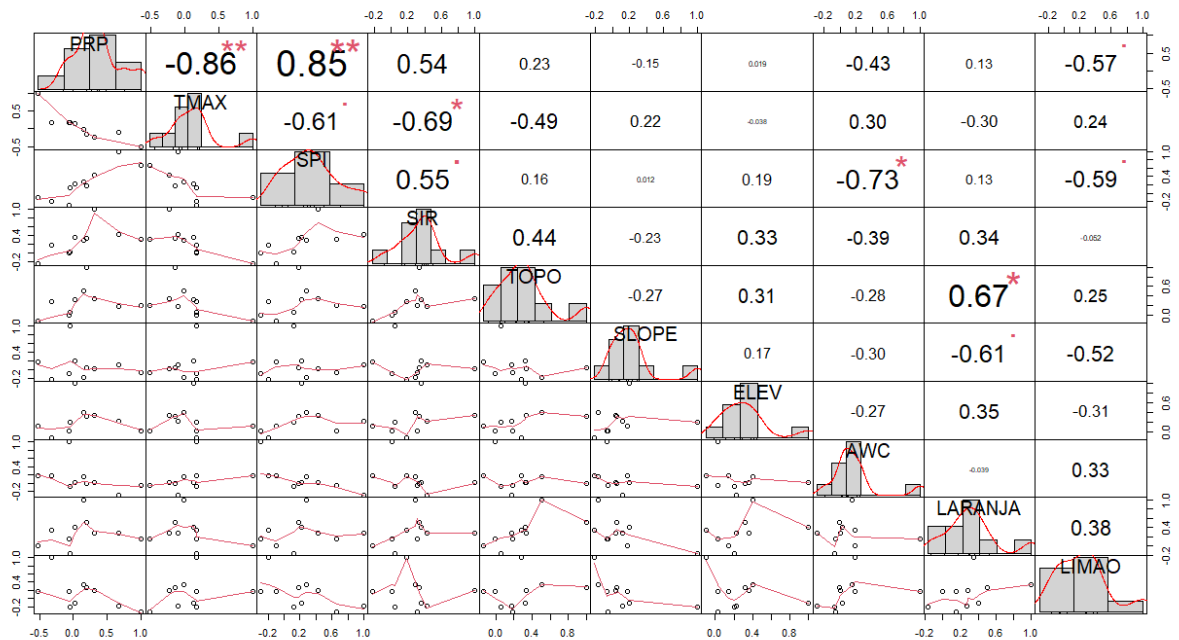 -0.5 0.0 0.5 1.0 -0.2 0.2 0.6 1.0 0.0 0.4 0.8 -0.2 0.2 0.6 1.0 -0.2 0.2 0.6 1.0
PRP -0.86 ** 0.85 ** 0.54 0.23 -0.15 0.019 -0.43 0.13 -0.57 . -0.5 0.5
-0.5 0.5 TMAX -0.61 . -0.69 * -0.49 0.22 -0.038 0.30 -0.30 0.24
SPI 0.55 . 0.16 0.012 0.19 -0.73 * 0.13 -0.59 . -0.2 0.4 1.0
-0.2 0.4 1.0 SIR 0.44 -0.23 0.33 -0.39 0.34 -0.052
TOPO -0.27 0.31 -0.28 0.67 * 0.25 0.0 0.6
-0.2 0.4 1.0 SLOPE 0.17 -0.30 -0.61 . -0.52
ELEV -0.27 0.35 -0.31 0.0 0.6
-0.2 0.4 1.0 AWC -0.039 0.33
LARANJA 0.38 -0.2 0.4 1.0
-0.2 0.4 1.0 LIMAO
-0.5 0.0 0.5 1.0 -0.2 0.2 0.6 1.0 -0.2 0.2 0.6 1.0 0.0 0.4 0.8 -0.2 0.2 0.6 1.0